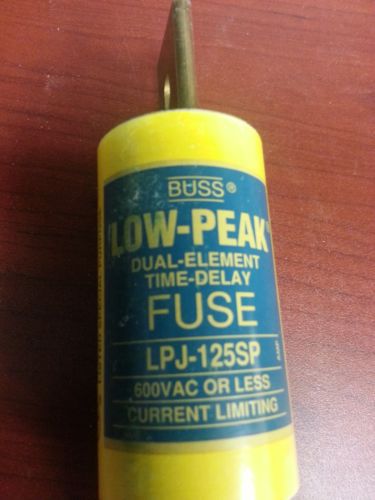 BUSS®
LOW-PEAK®
DUAL-ELEMENT
TIME-DELAY
FUSE
LPJ-125SP
600VAC OR LESS
CURRENT LIMITING